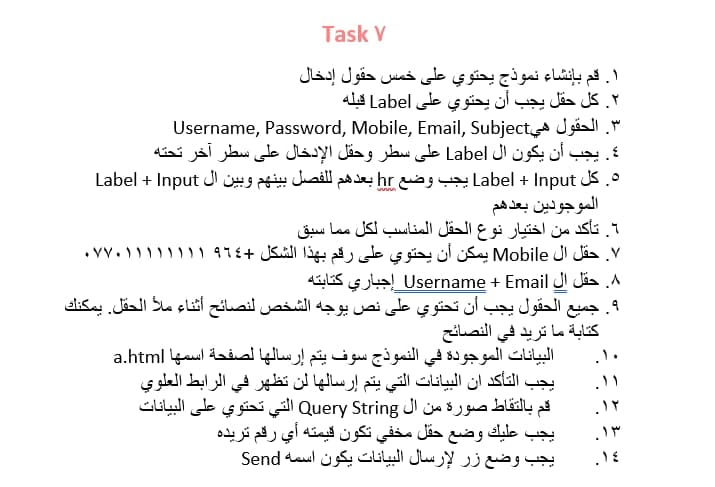 Task ٧
١. قم بإنشاء نموذج يحتوي على خمس حقول إدخال
٢. كل حقل يجب أن يحتوي على Label قبله
٣. الحقول هيUsername, Password, Mobile, Email, Subject
٤. يجب أن يكون ال Label على سطر وحقل الإدخال على سطر آخر تحته
٥. كل Label + Input يجب وضع hr بعدهم للفصل بينهم وبين ال Label + Input
الموجودين بعدهم
٦. تأكد من اختيار نوع الحقل المناسب لكل مما سبق
٧. حقل ال Mobile يمكن أن يحتوي على رقم بهذا الشكل +٩٦٤ ٠٧٧٠١١١١١١١١١
٨. حقل ال Username + Email إجباري كتابته
٩. جميع الحقول يجب أن تحتوي على نص يوجه الشخص لنصائح أثناء ملأ الحقل. يمكنك
كتابة ما تريد في النصائح
١٠. البيانات الموجودة في النموذج سوف يتم إرسالها لصفحة اسمها a.html
١١. يجب التأكد ان البيانات التي يتم إرسالها لن تظهر في الرابط العلوي
١٢. قم بالتقاط صورة من ال Query String التي تحتوي على البيانات
١٣. يجب عليك وضع حقل مخفي تكون قيمته أي رقم تريده
١٤. يجب وضع زر لإرسال البيانات يكون اسمه Send